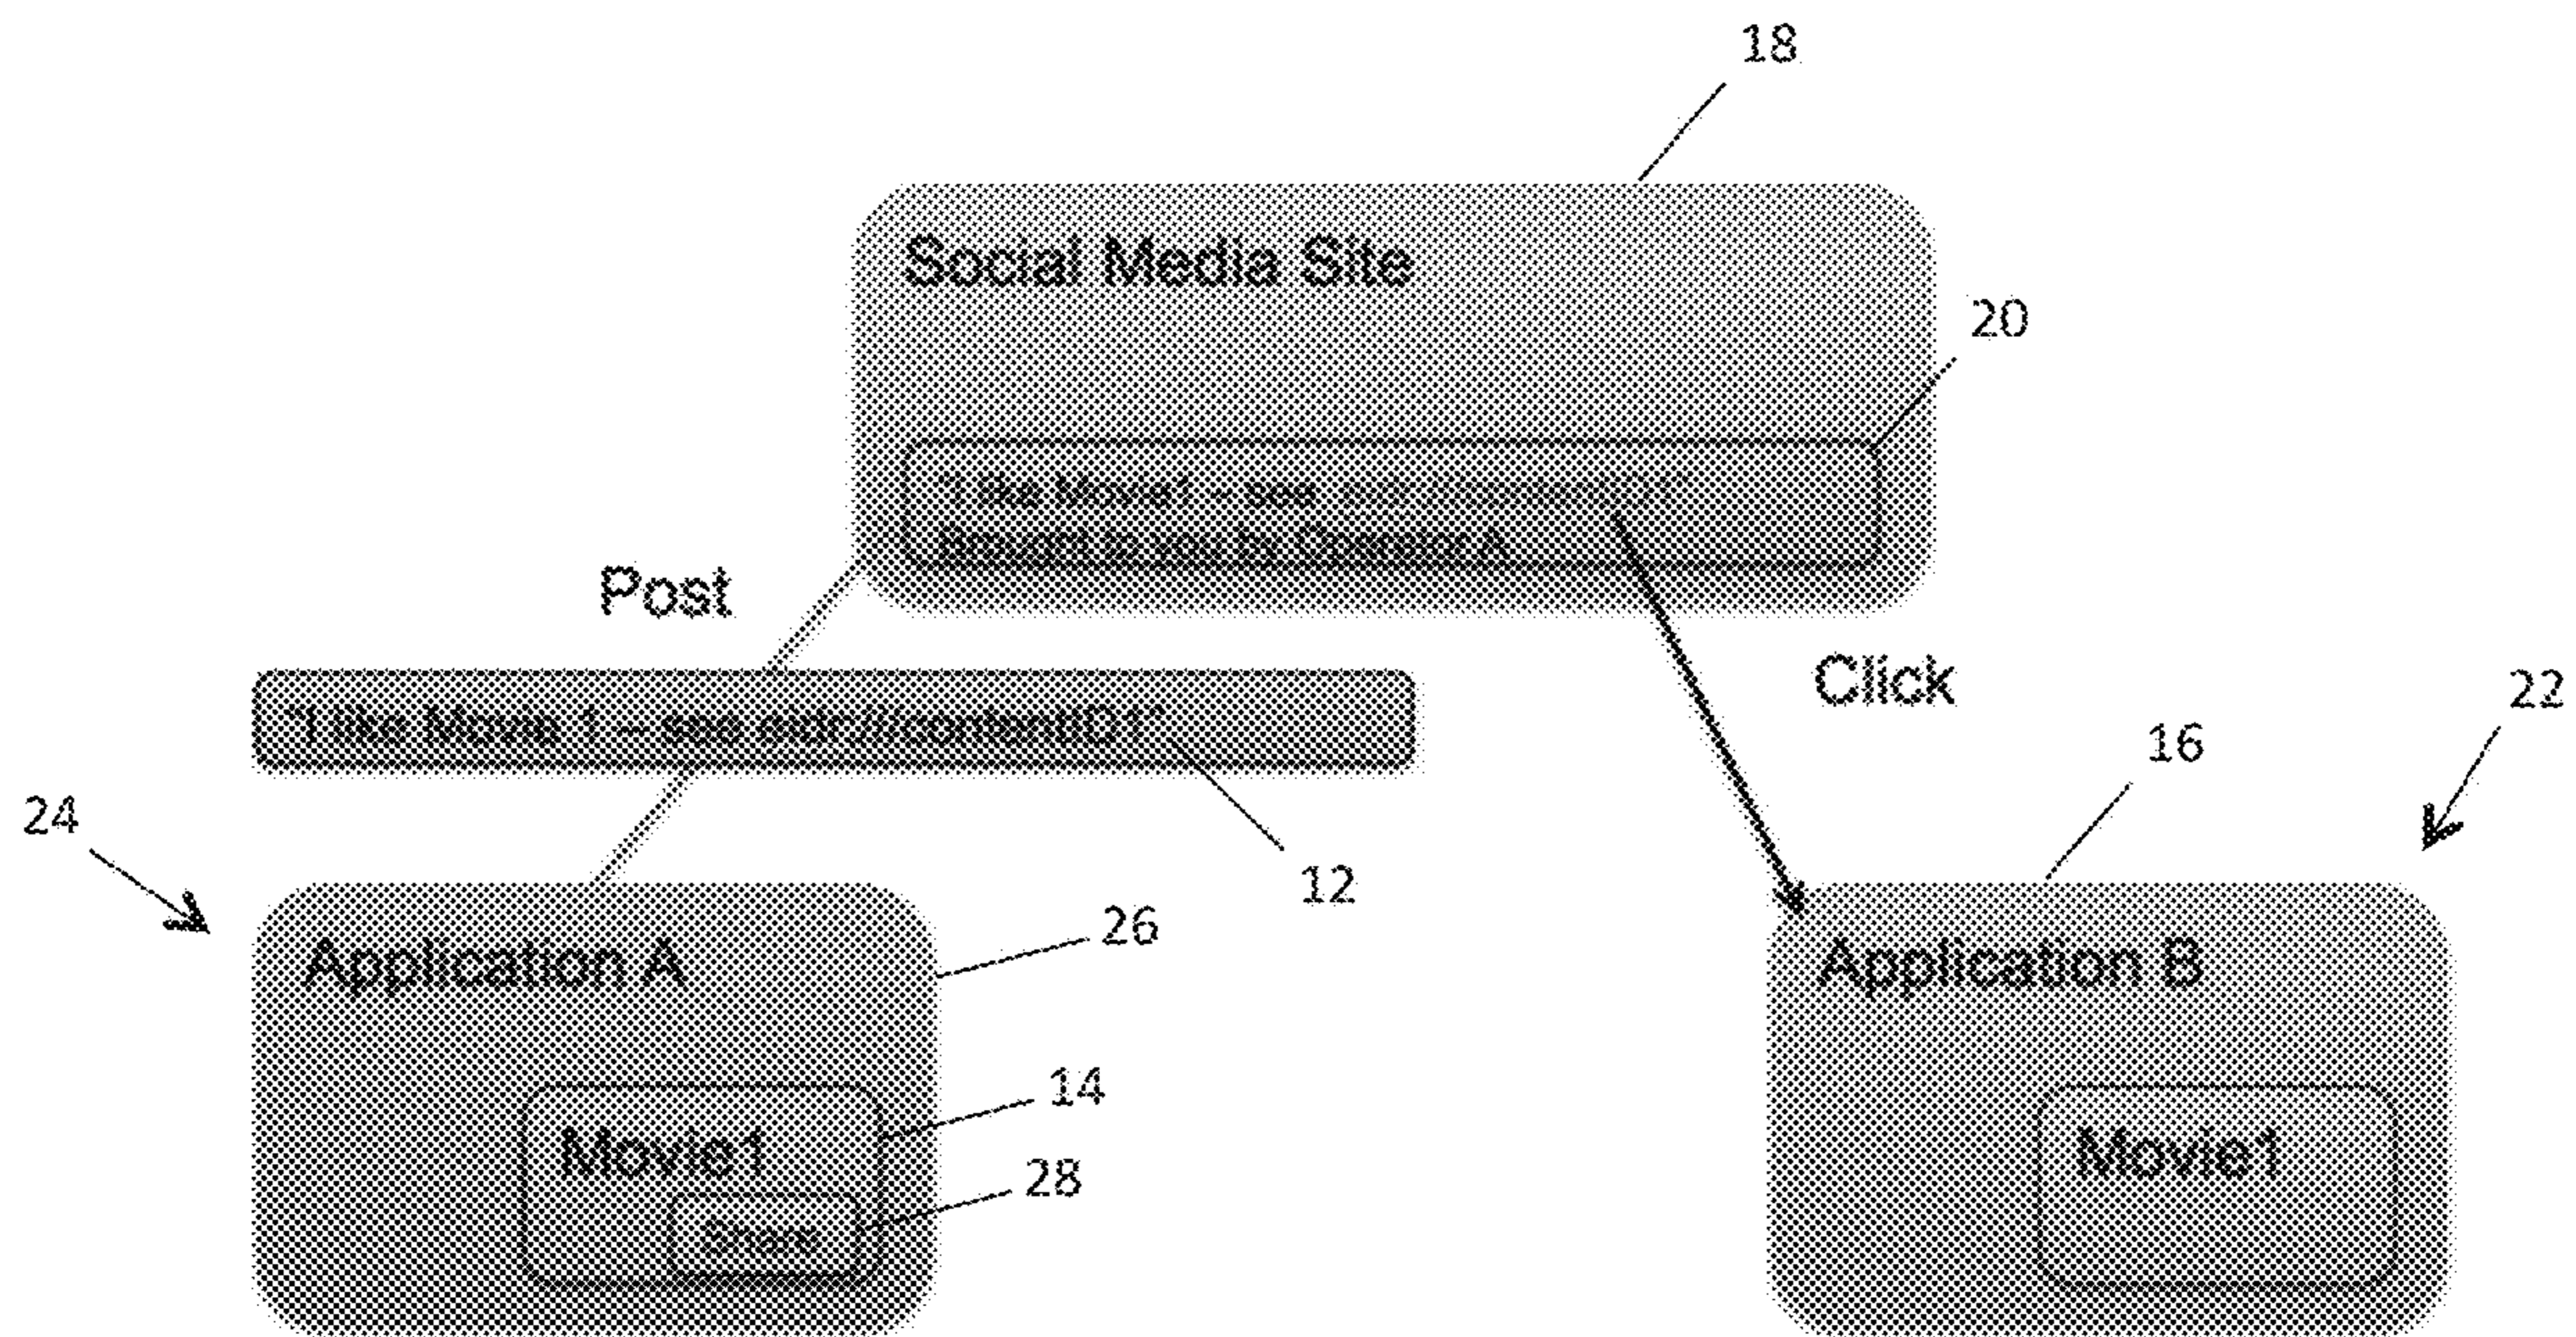 18
Social Media Site
20
"I like Movie1 – see
Brought to you by Operator A
Post
Click
22
"I like Movie 1 – see eidr://contentID1"
16
24
12
26
Application A
Application B
14
Movie1
Movie1
28
Share